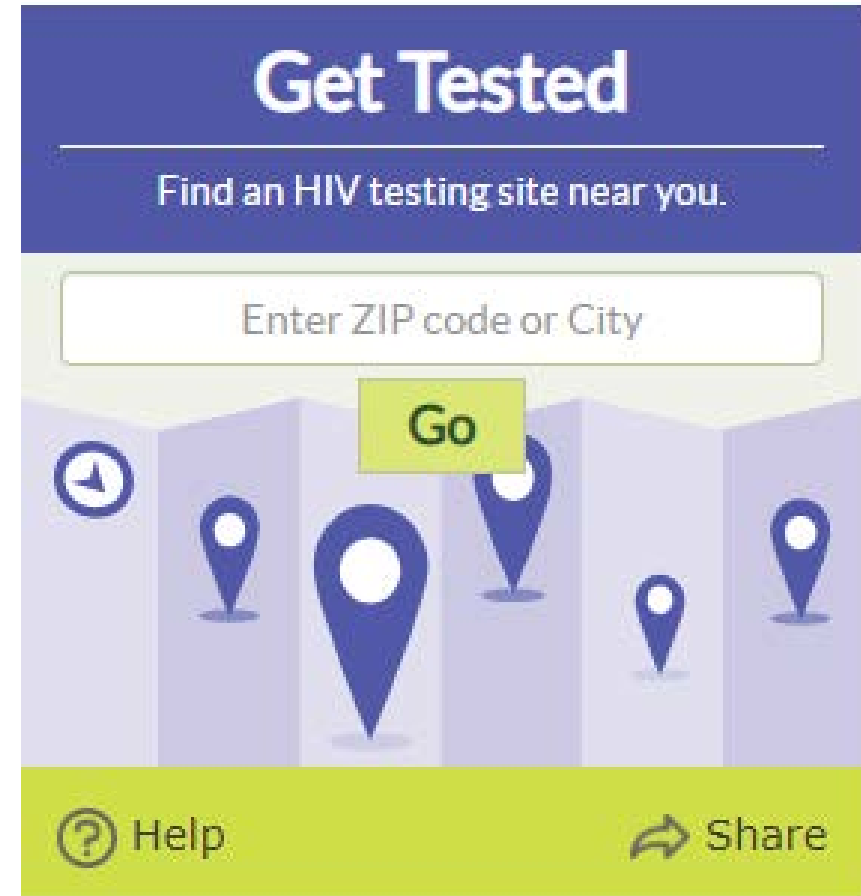 Get Tested
Find an HIV testing site near you.
Enter ZIP code or City
Go
Help
Share